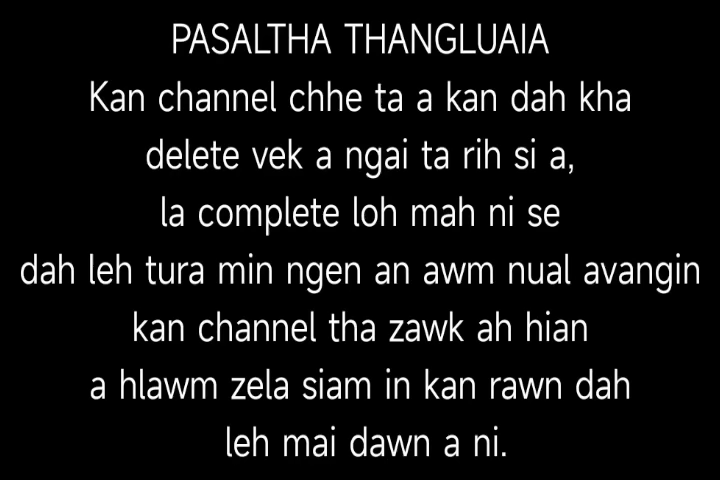 PASALTHA THANGLUAIA
Kan channel chhe ta a kan dah kha
delete vek a ngai ta rih si a,
la complete loh mah ni se
dah leh tura min ngen an awm nual avangin
kan channel tha zawk ah hian
a hlawm zela siam in kan rawn dah
leh mai dawn a ni.